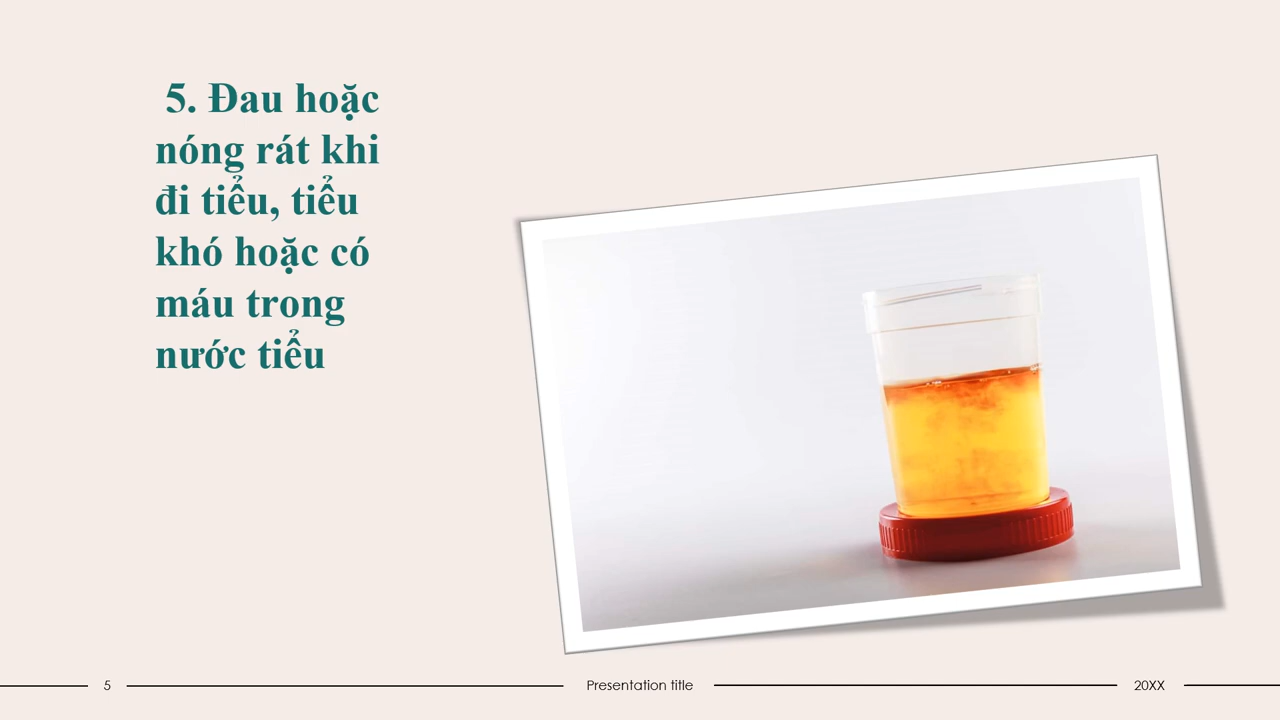 5. Đau hoặc
nóng rát khi
đi tiểu, tiểu
khó hoặc có
máu trong
nước tiểu
5
Presentation title
20XX